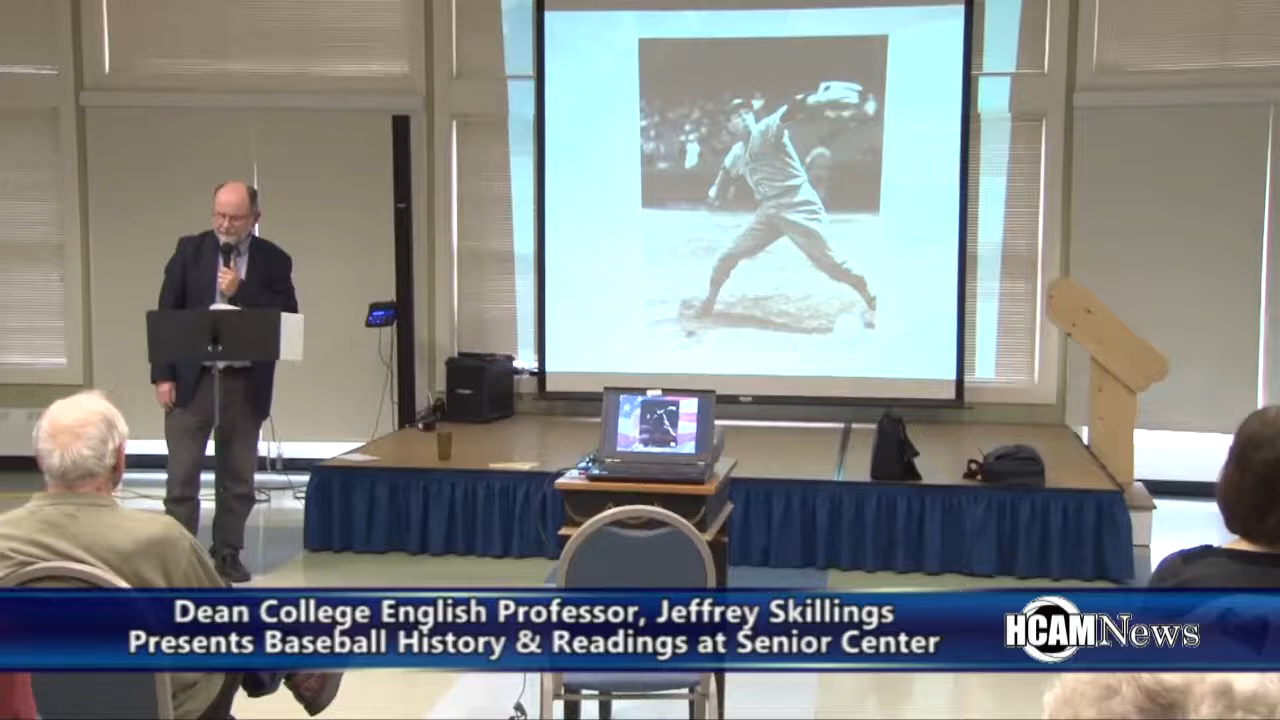 Dean College English Professor, Jeffrey Skillings
Presents Baseball History & Readings at Senior Center
HCAMNews